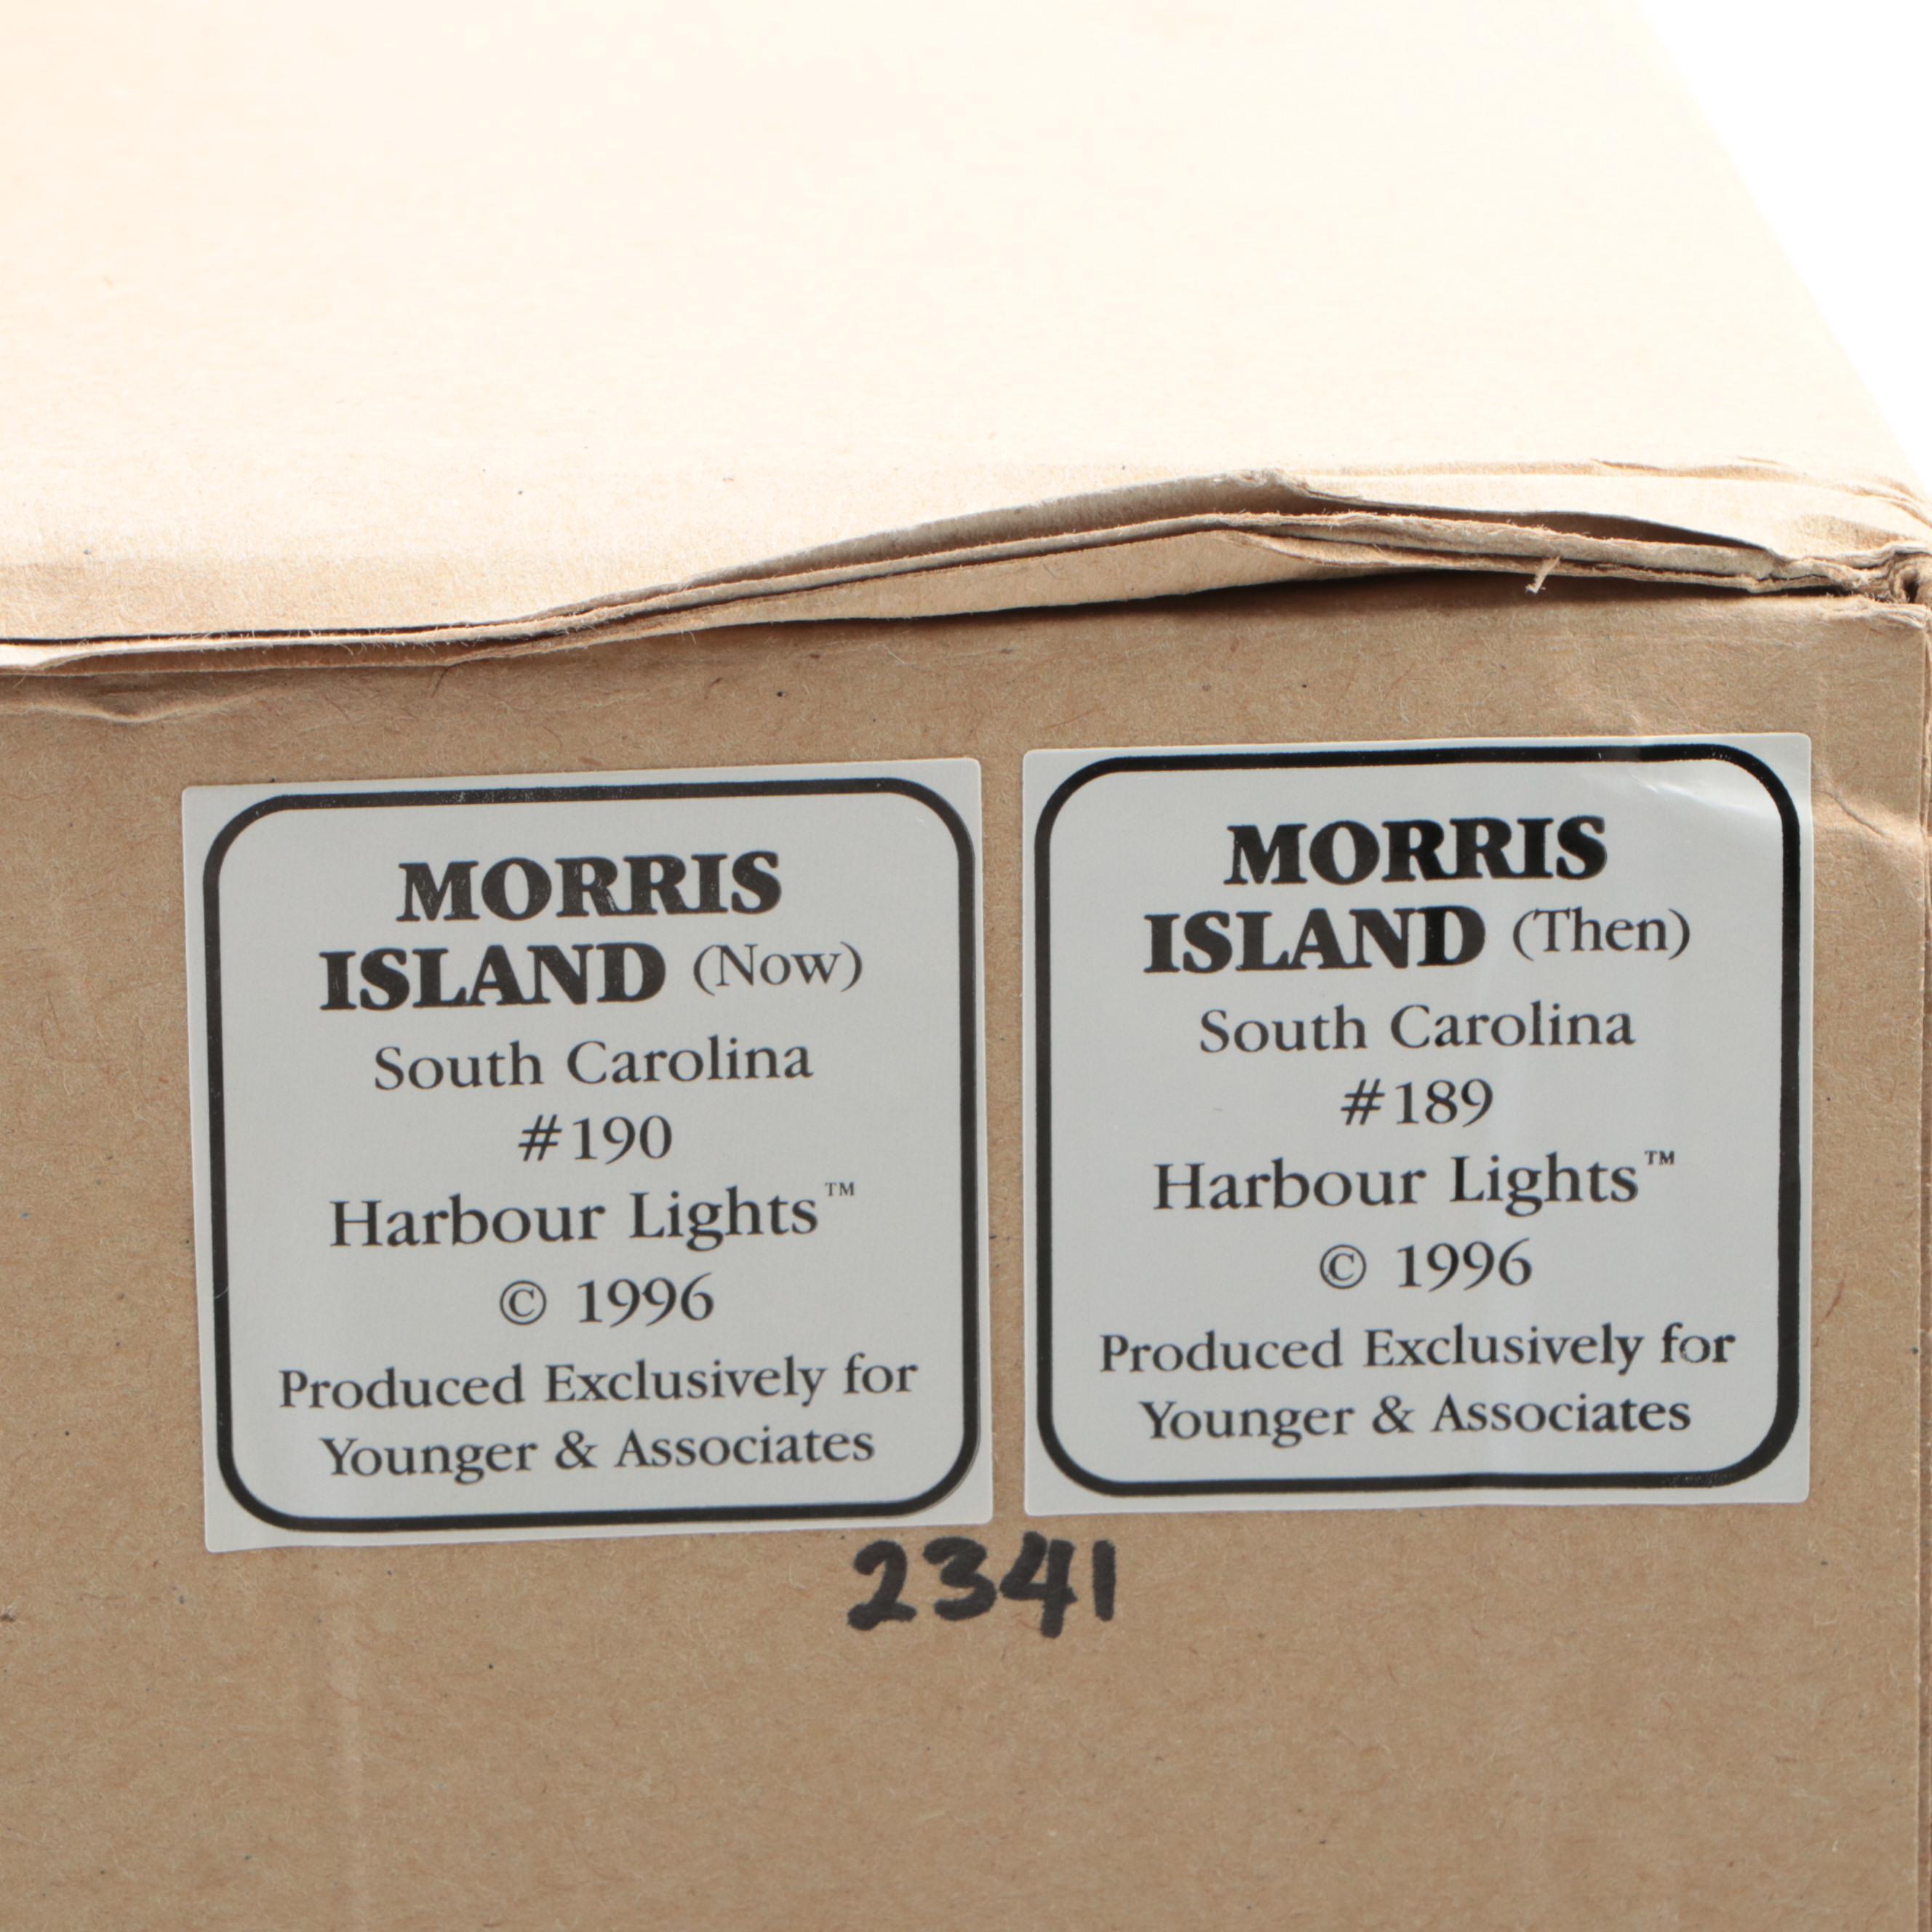 MORRIS
ISLAND (Now)
South Carolina
#190
Harbour Lights™
© 1996
Produced Exclusively for
Younger & Associates
MORRIS
ISLAND (Then)
South Carolina
#189
Harbour Lights™
© 1996
Produced Exclusively for
Younger & Associates
2341